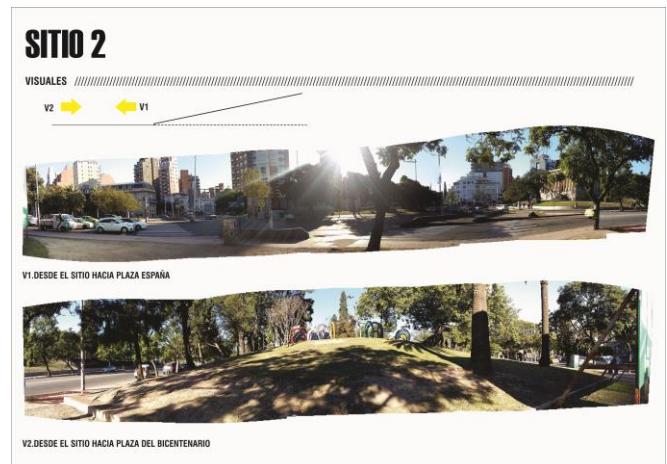 SITIO 2
VISUALES
V2 V1
V1.DESDE EL SITIO HACIA PLAZA ESPAÑA
V2.DESDE EL SITIO HACIA PLAZA DEL BICENTENARIO